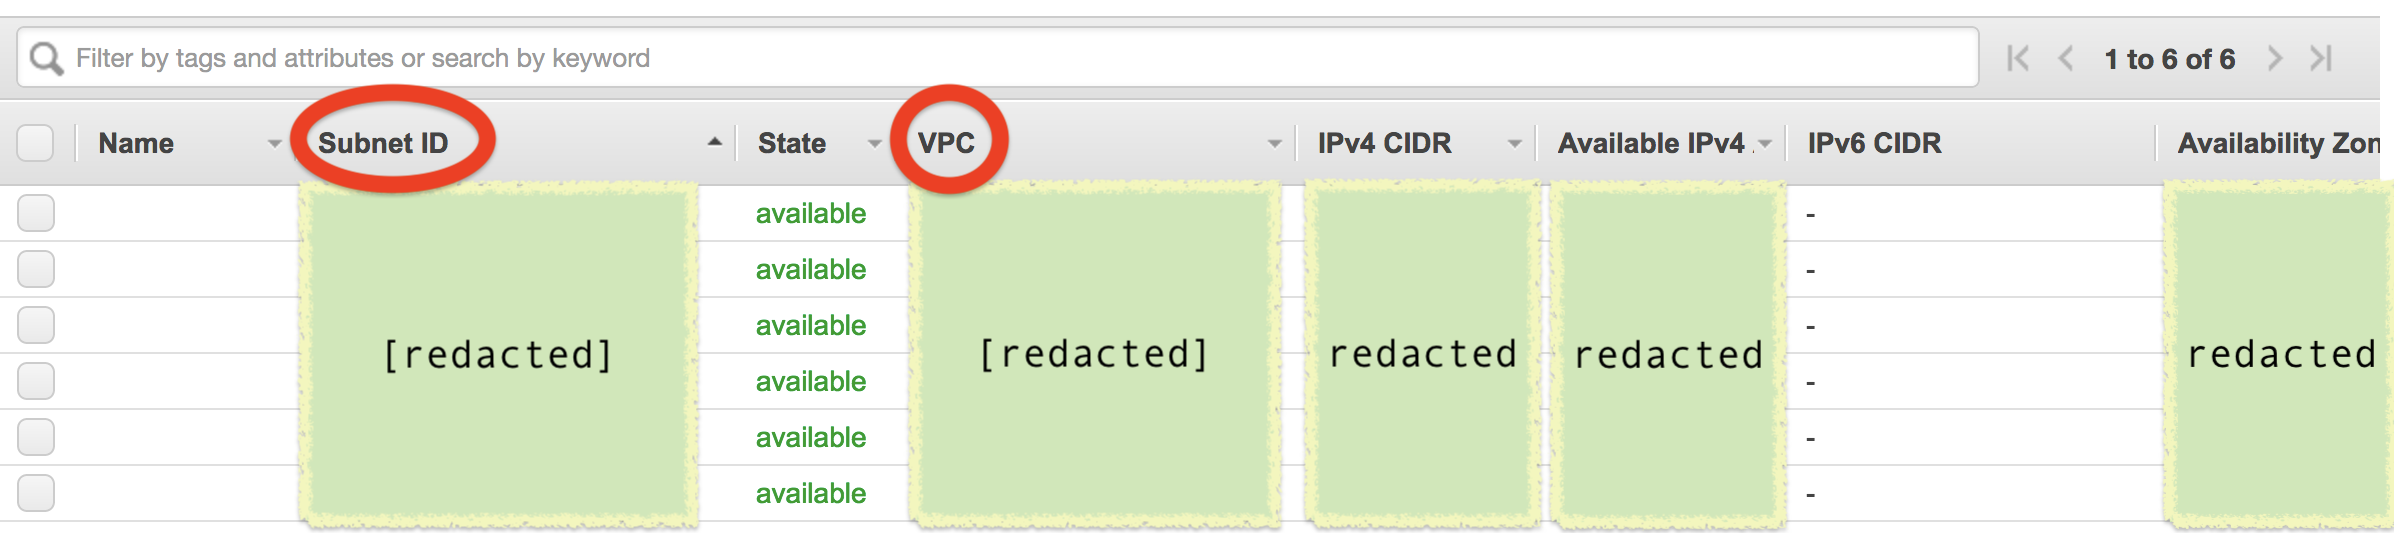 Filter by tags and attributes or search by keyword 1 to 6 of 6
Name Subnet ID State VPC IPv4 CIDR Available IPv4 . IPv6 CIDR Availability Zon
available -
available -
available -
[redacted] [redacted] redacted redacted redacted
available -
available -
available -